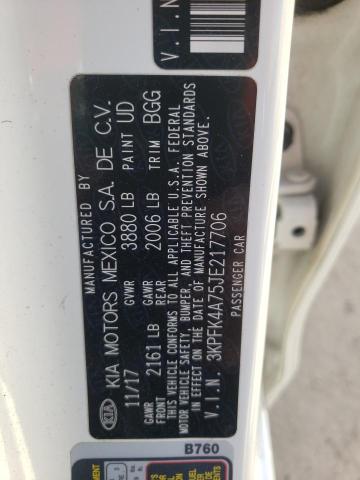 MANUFACTURED BY
KIA KIA MOTORS MEXICO S.A. DE C.V.
11/17 GVWR 3880 LB PAINT UD
GAWR 2161 LB GAWR 2006 LB TRIM BGG
THIS VEHICLE CONFORMS TO ALL APPLICABLE U.S.A. FEDERAL
MOTOR VEHICLE SAFETY, BUMPER, AND THEFT PREVENTION STANDARDS
IN EFFECT ON THE DATE OF MANUFACTURE SHOWN ABOVE.
V.I.N. 3KPFK4A75JE217706
PASSENGER CAR
V.I.N
B760